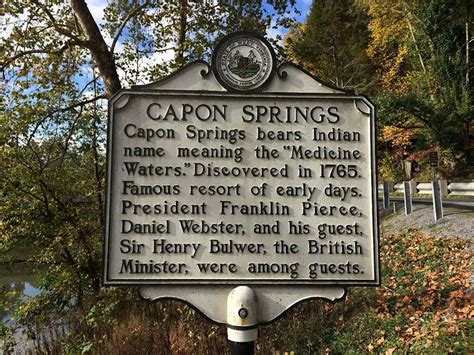 CAPON SPRINGS
Capon Springs bears Indian
name meaning the "Medicine
Waters." Discovered in 1765.
Famous resort of early days.
President Franklin Pierce,
Daniel Webster, and his guest,
Sir Henry Bulwer, the British
Minister, were among guests.